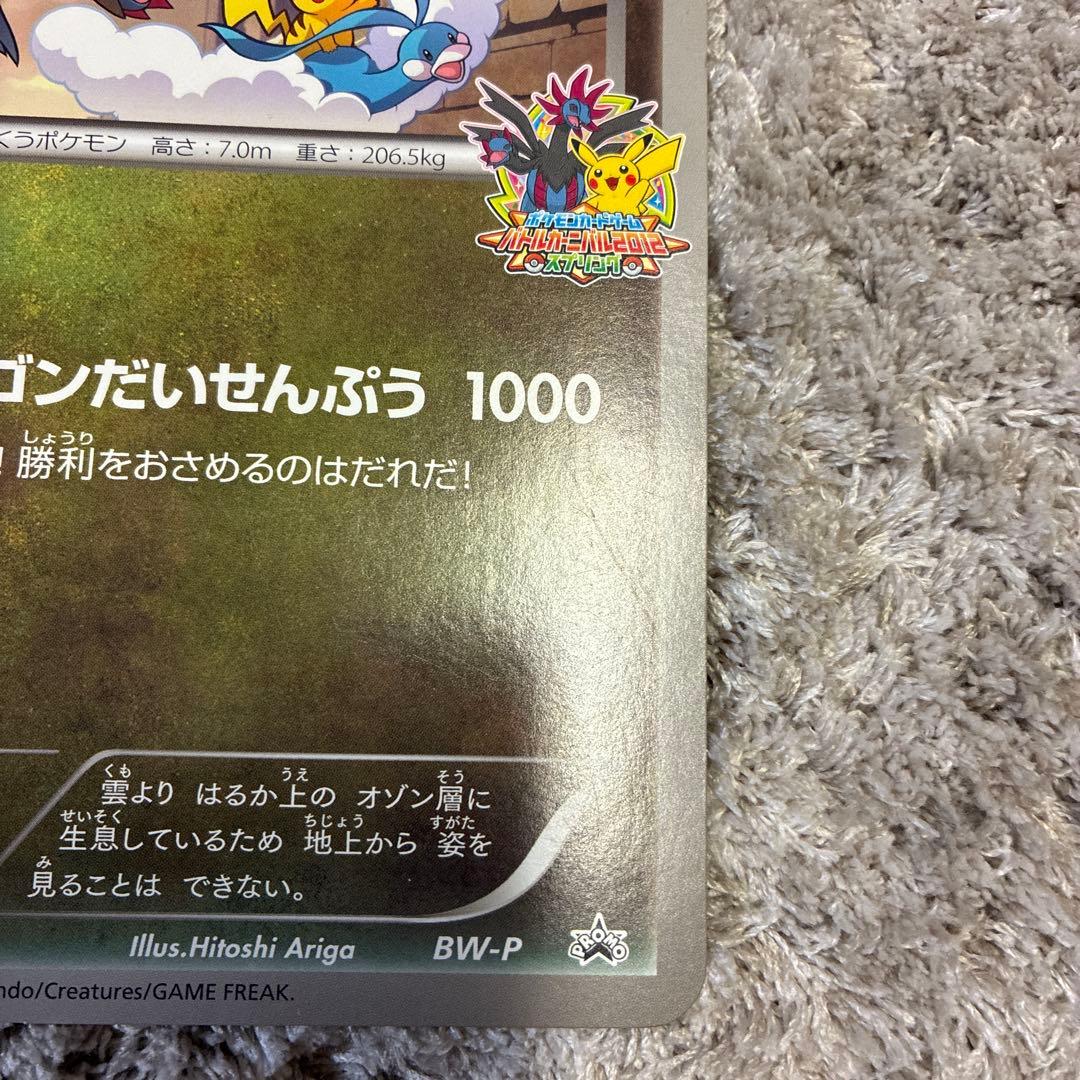 くうポケモン 高さ:7.0m 重さ:206.5kg
ポケモンカードゲーム
バトルカーニバル2012
スプリング
ゴンだいせんぷう 1000
しょうり
！勝利をおさめるのはだれだ！
くも うえ そう
雲より はるか上の オゾン層に
せいそく ちじょう すがた
生息しているため 地上から 姿を
み
見ることは できない。
Illus.Hitoshi Ariga BW-P PROMO
ndo/Creatures/GAME FREAK.